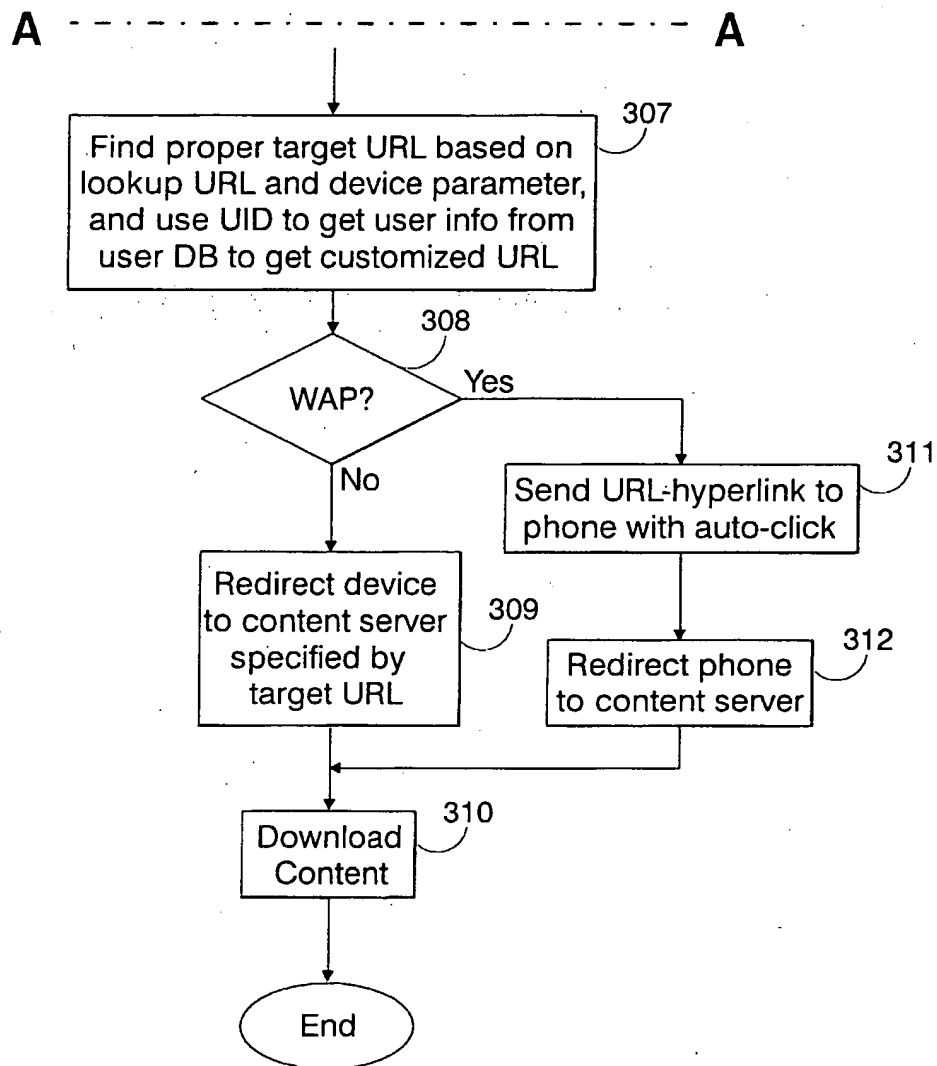 A A
307
Find proper target URL based on
lookup URL and device parameter,
and use UID to get user info from
user DB to get customized URL
308
WAP?
Yes
No
311
Send URL-hyperlink to
phone with auto-click
Redirect device
to content server
specified by
target URL
309
312
Redirect phone
to content server
310
Download
Content
End